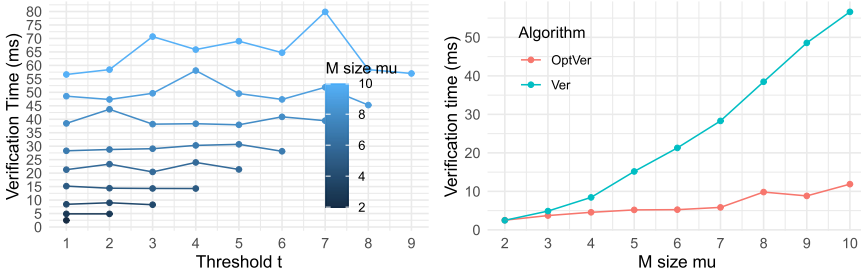 Verification Time (ms)
80
75
70
65
60
55
50
45
40
35
30
25
20
15
10
5
0
1 2 3 4 5 6 7 8 9
Threshold t
M size mu
10
8
6
4
2
Verification time (ms)
50
40
30
20
10
0
2 3 4 5 6 7 8 9 10
M size mu
Algorithm
OptVer
Ver